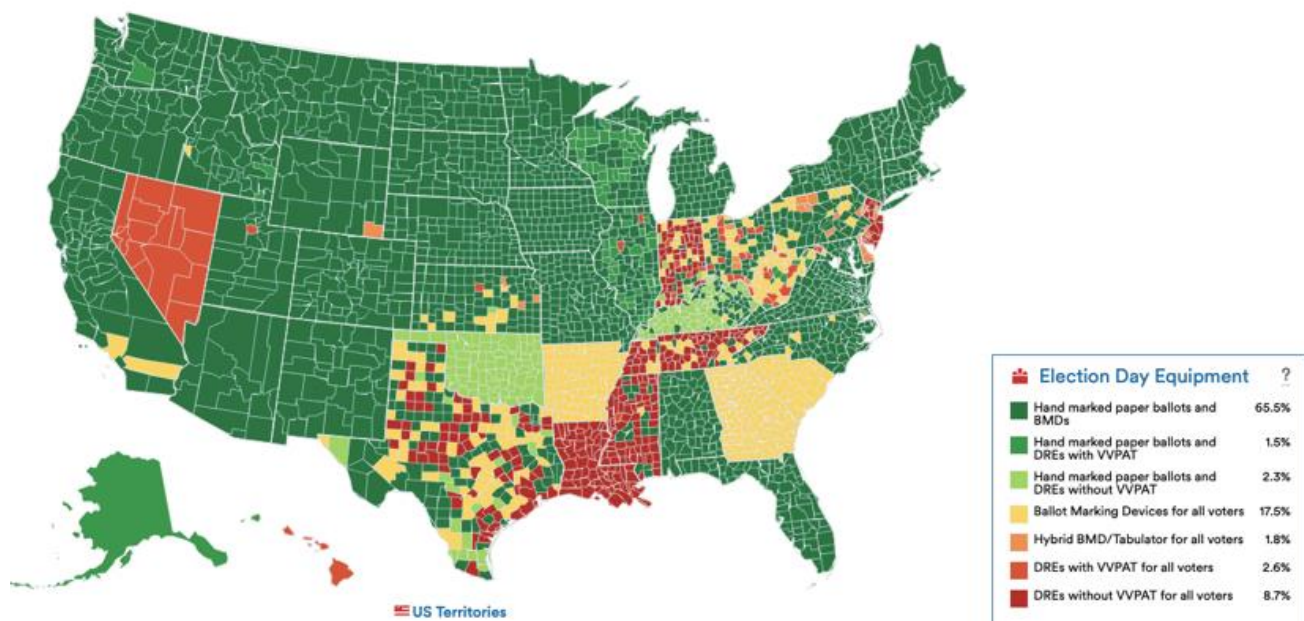 Election Day Equipment ?
Hand marked paper ballots and 65.5%
BMDs
Hand marked paper ballots and 1.5%
DREs with VVPAT
Hand marked paper ballots and 2.3%
DREs without VVPAT
Ballot Marking Devices for all voters 17.5%
Hybrid BMD/Tabulator for all voters 1.8%
DREs with VVPAT for all voters 2.6%
DREs without VVPAT for all voters 8.7%
US Territories